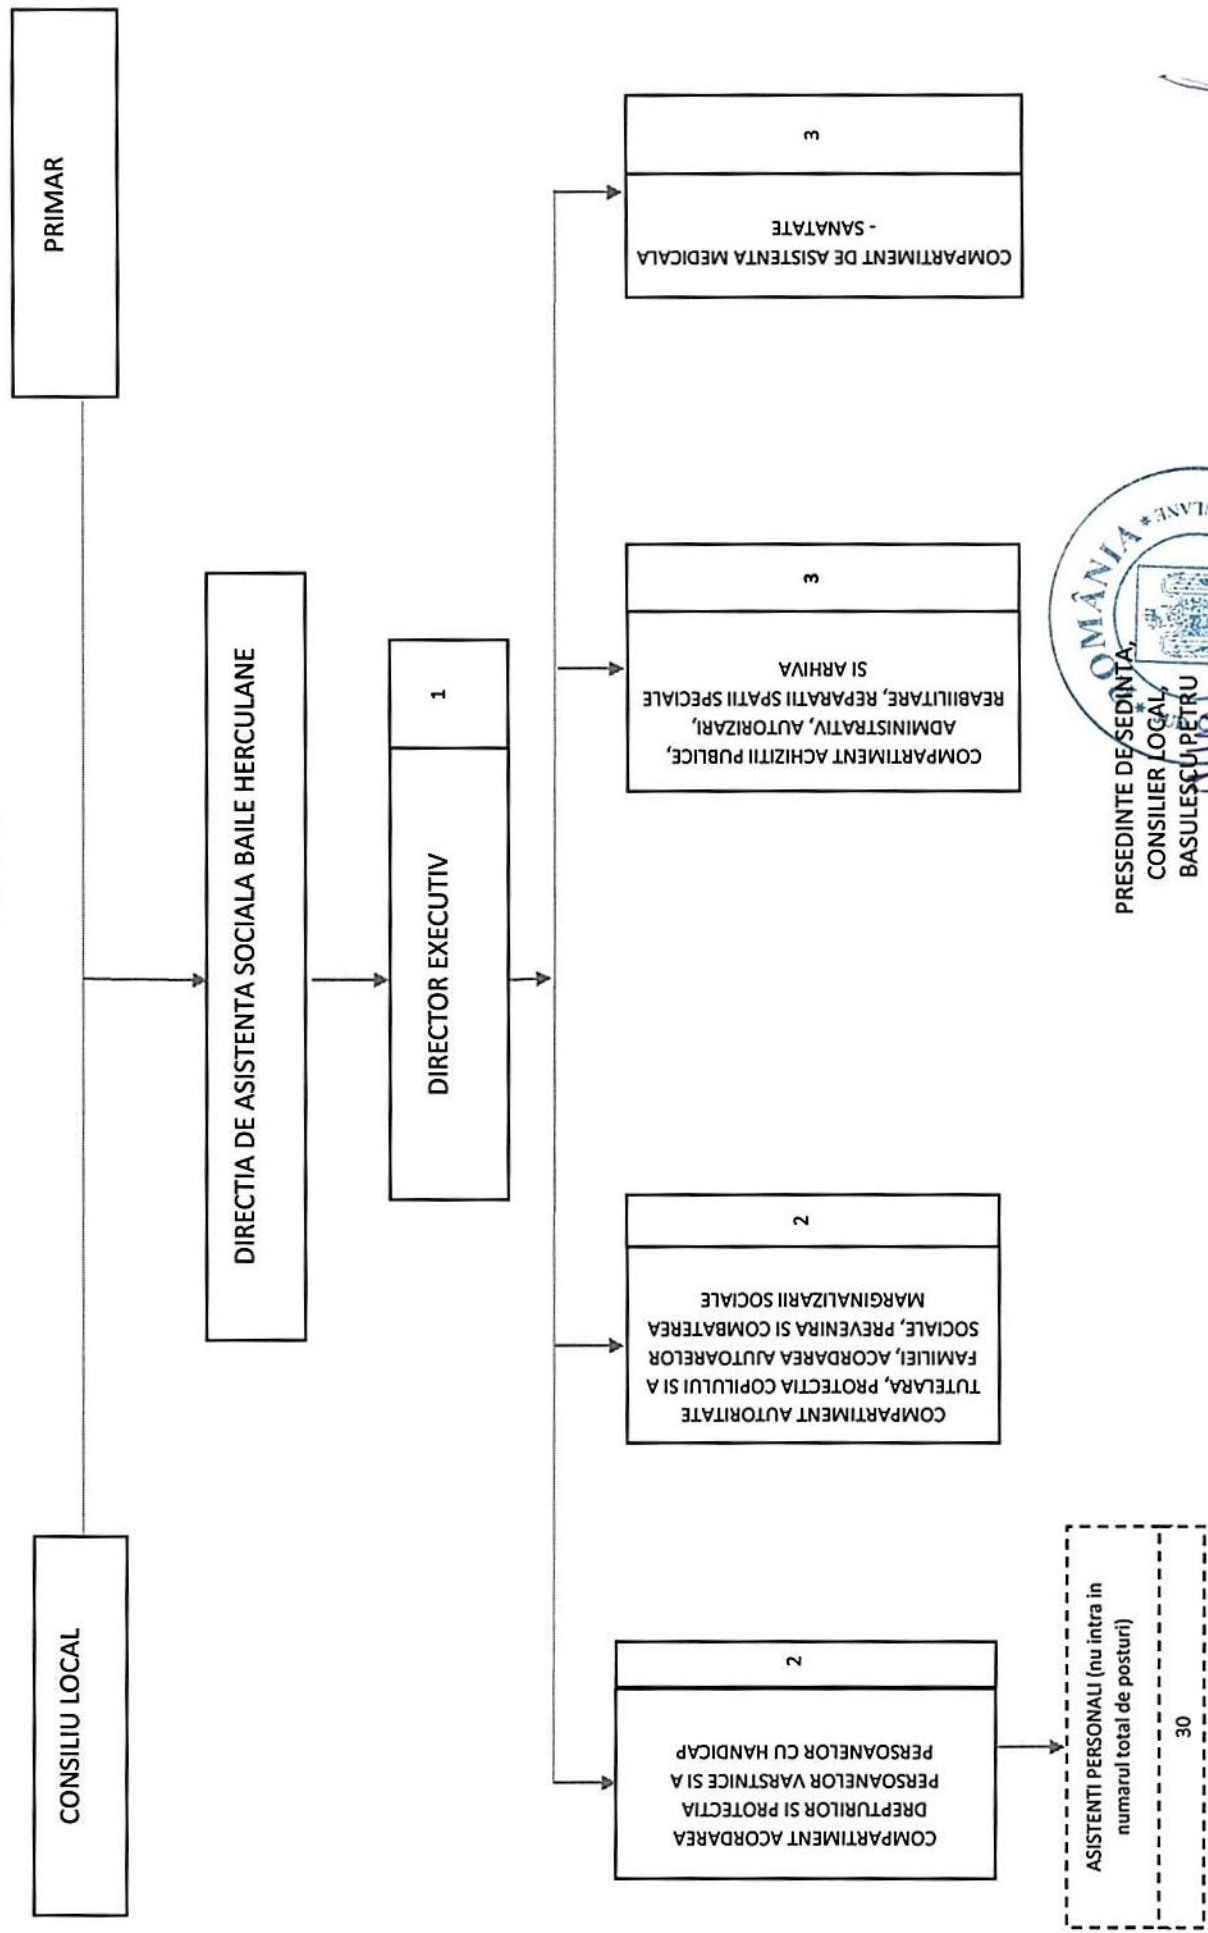 CONSILIU LOCAL
PRIMAR
DIRECTIA DE ASISTENTA SOCIALA BAILE HERCULANE
DIRECTOR EXECUTIV
1
COMPARTIMENT ACORDAREA
DREPTURILOR SI PROTECTIA
PERSOANELOR VARSTNICE SI A
PERSOANELOR CU HANDICAP
2
COMPARTIMENT AUTORITATE
TUTELARA, PROTECTIA COPILULUI SI A
FAMILIEI, ACORDAREA AJUTOARELOR
SOCIALE, PREVENIRA SI COMBATEREA
MARGINALIZARII SOCIALE
2
COMPARTIMENT ACHIZITII PUBLICE,
ADMINISTRATIV, AUTORIZARI,
REABIIITARE, REPARATII SPATII SPECIALE
SI ARHIVA
3
COMPARTIMENT DE ASISTENTA MEDICALA
- SANATATE
3
ASISTENTI PERSONALI (nu intra in
numarul total de posturi)
30
PRESEDINTE DE SEDINTA,
CONSILIER LOCAL,
BASULESCU PETRU
* ROMÂNIA *